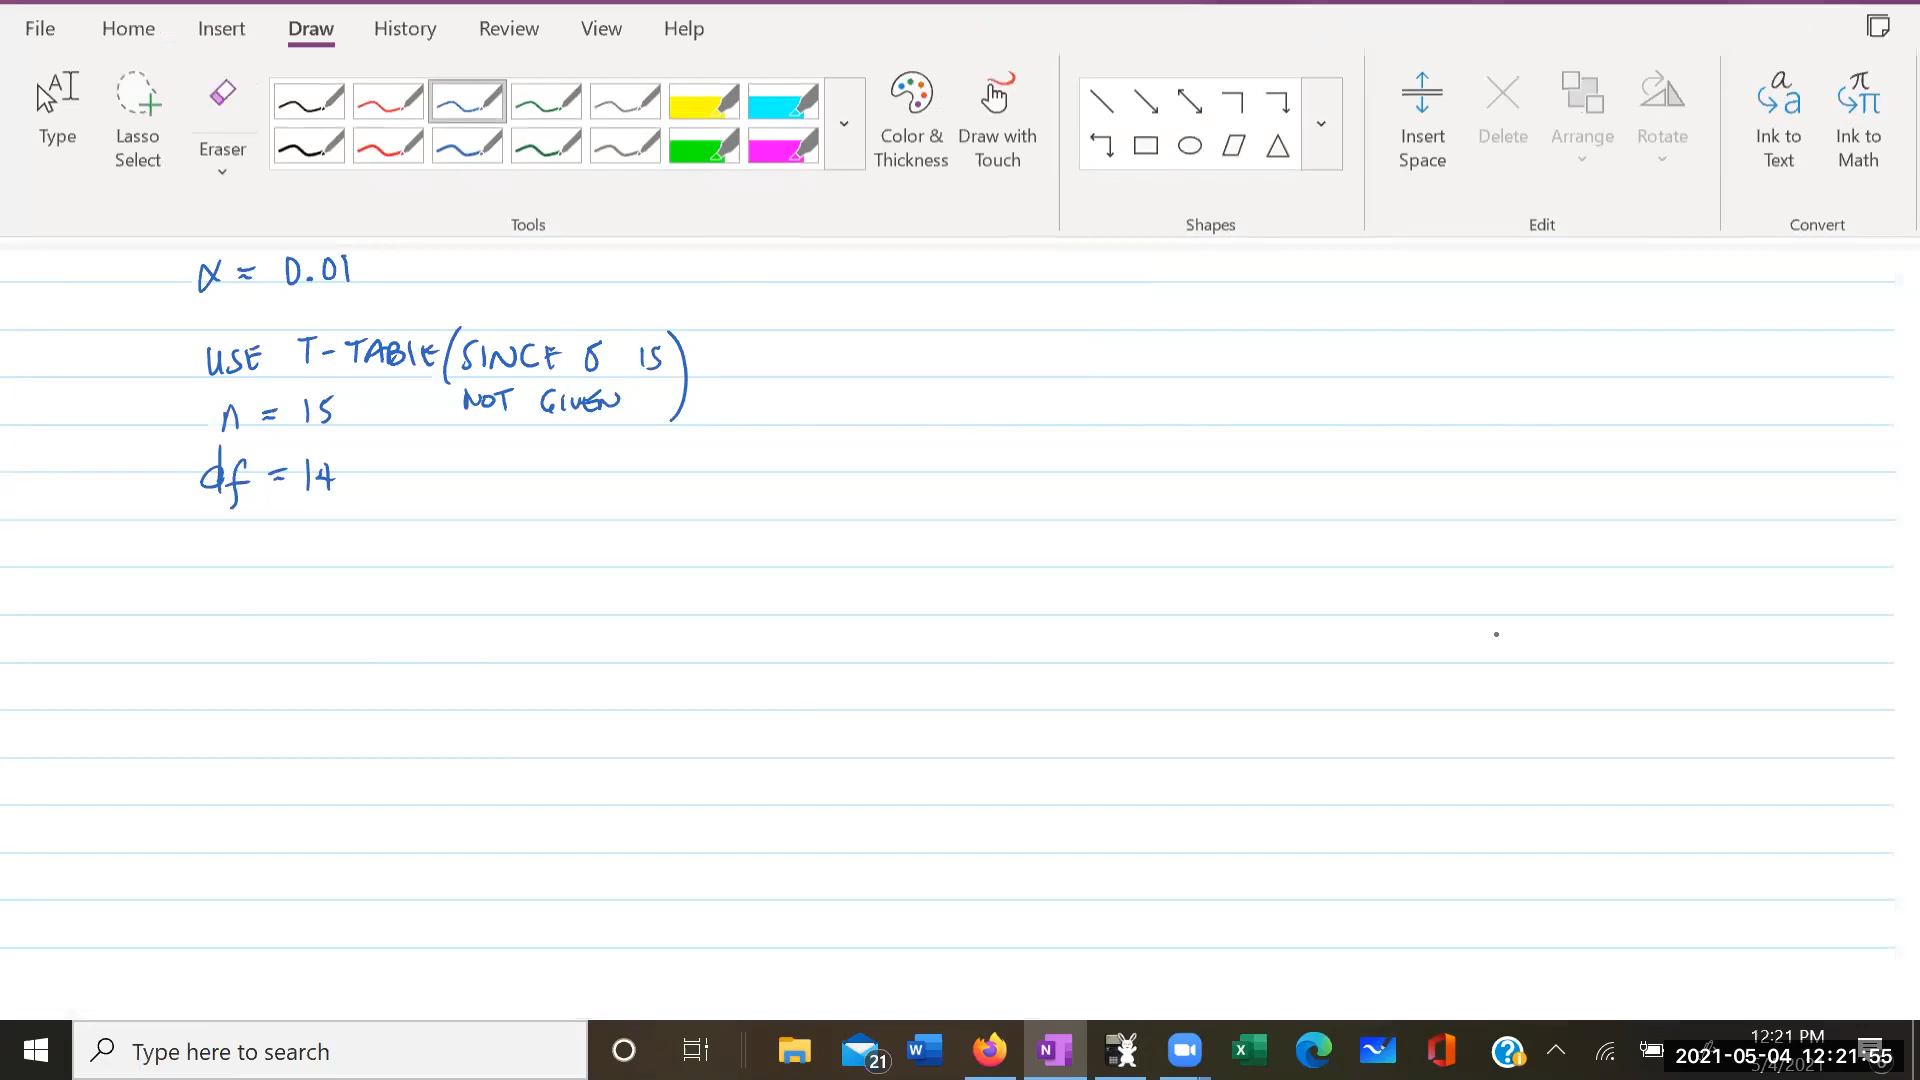 File Home Insert Draw History Review View Help
Type
Lasso Select
Eraser
Color & Thickness
Draw with Touch
Insert Space
Delete
Arrange
Rotate
Ink to Text
Ink to Math
Tools
Shapes
Edit
Convert
α = 0.01
USE T-TABLE (SINCE σ IS
NOT GIVEN)
n = 15
df = 14
Type here to search
21
12:21 PM
2021-05-04 12:21:55